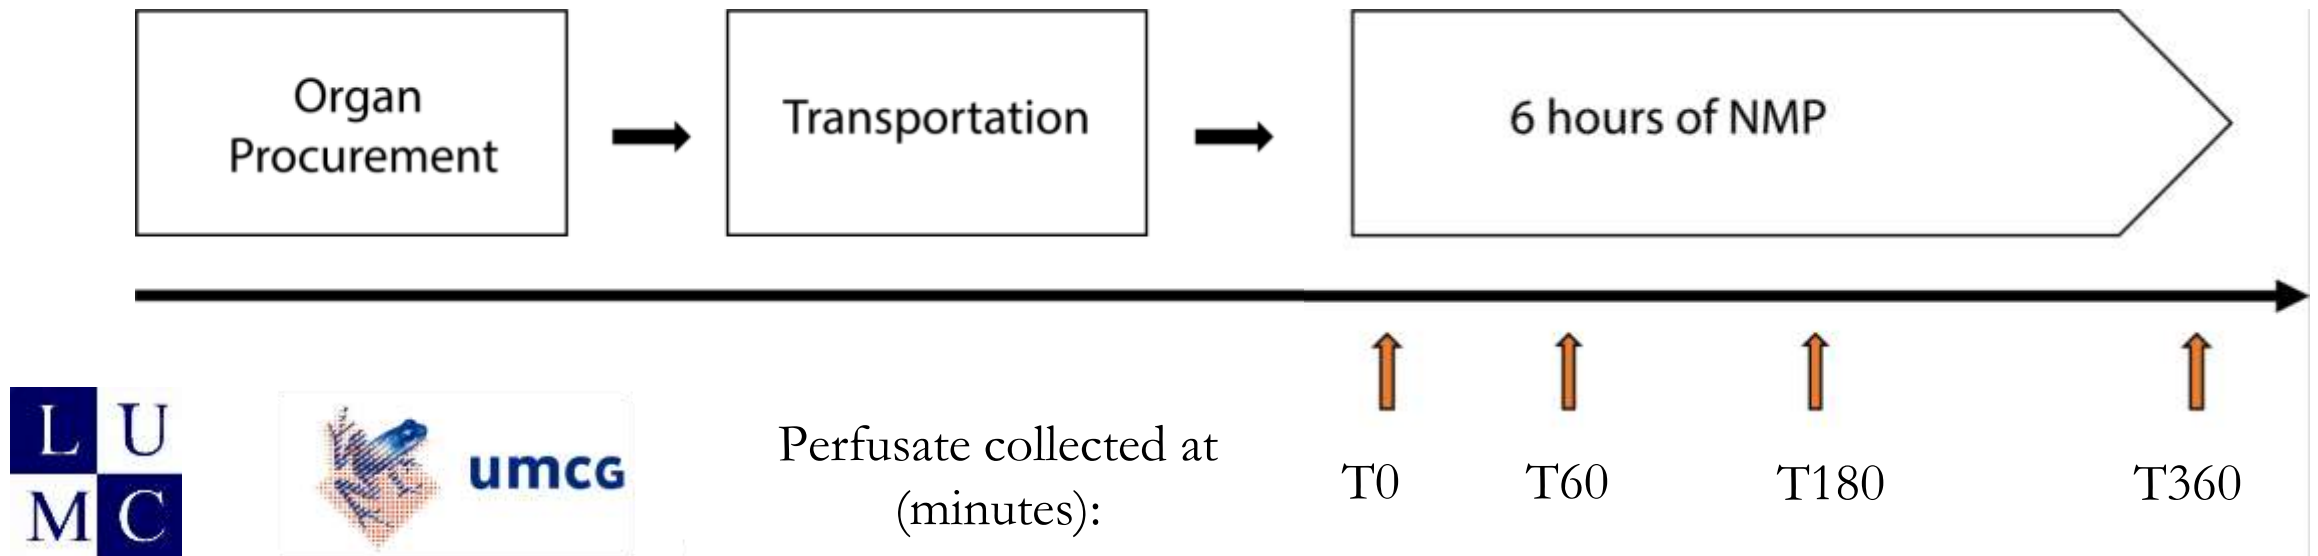 Organ
Procurement
Transportation
6 hours of NMP
L U
M C
umcg
Perfusate collected at
(minutes):
T0
T60
T180
T360